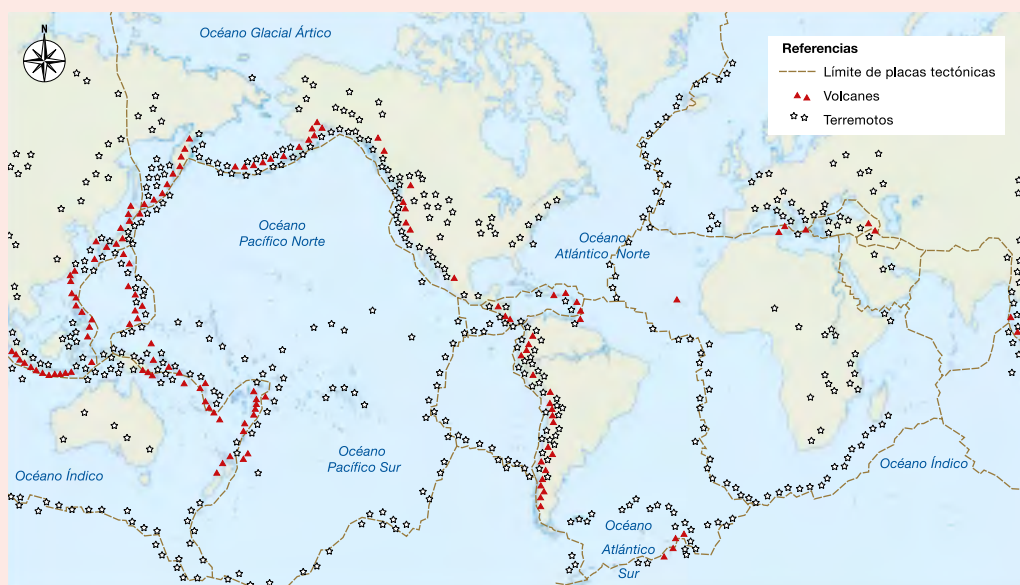 N
Océano Glacial Ártico
Referencias
Límite de placas tectónicas
Volcanes
Terremotos
Océano
Pacífico Norte
Océano
Atlántico Norte
Océano
Pacífico Sur
Océano Índico
Océano Índico
Océano
Atlántico
Sur